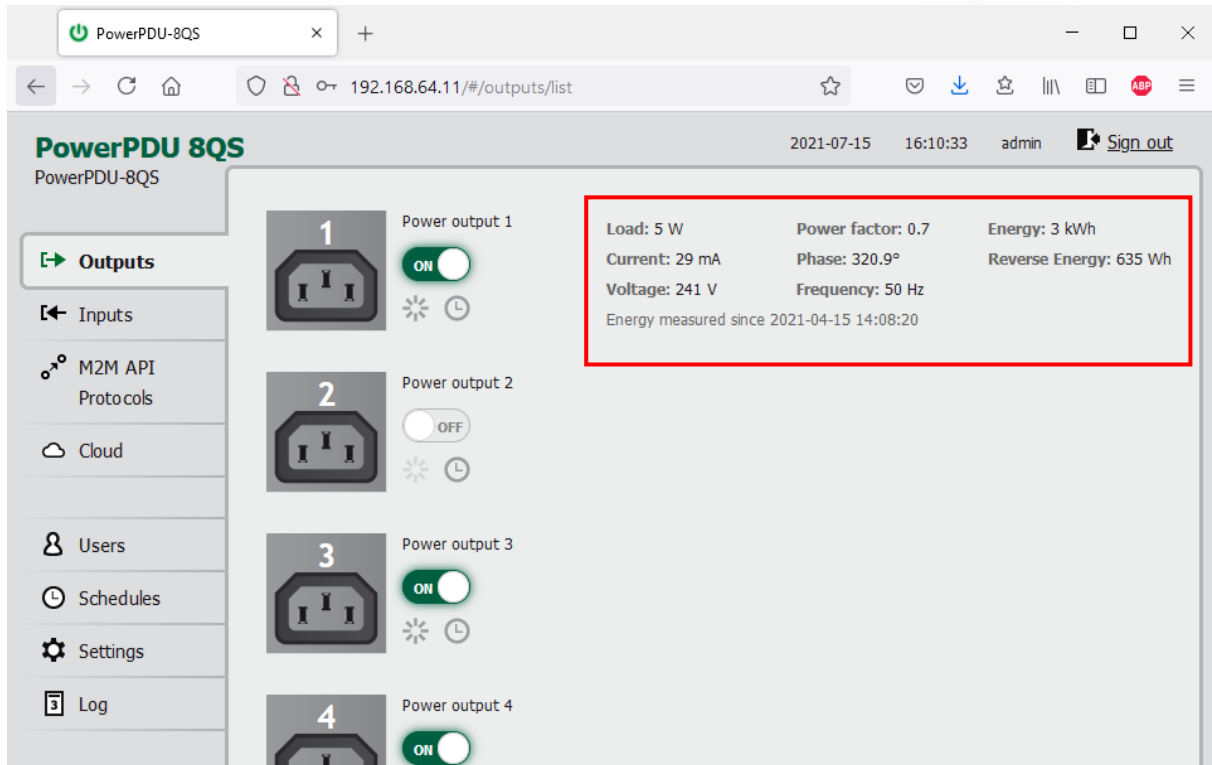 PowerPDU-8QS
192.168.64.11/#/outputs/list
ABP
PowerPDU 8QS
PowerPDU-8QS
2021-07-15 16:10:33 admin Sign out
Outputs
Inputs
M2M API
Protocols
Cloud
Users
Schedules
Settings
3
Log
1
Power output 1
ON
Load: 5 W Power factor: 0.7 Energy: 3 kWh
Current: 29 mA Phase: 320.9° Reverse Energy: 635 Wh
Voltage: 241 V Frequency: 50 Hz
Energy measured since 2021-04-15 14:08:20
2
Power output 2
OFF
3
Power output 3
ON
4
Power output 4
ON